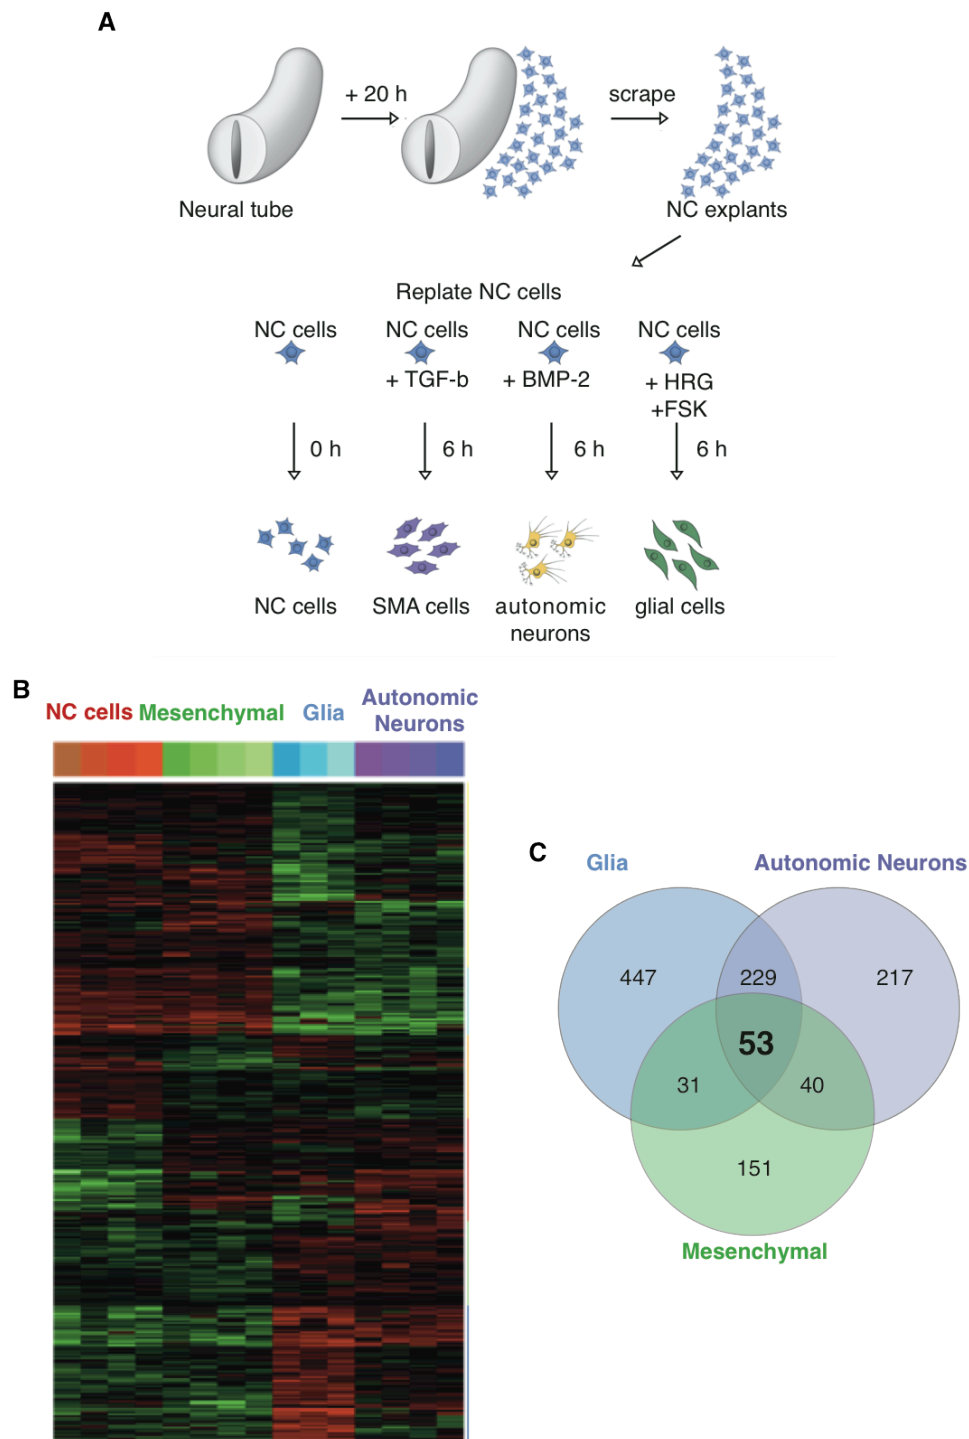 A
+ 20 h
scrape
Neural tube
NC explants
Replate NC cells
NC cells
NC cells
NC cells
NC cells
+ TGF-b
+ BMP-2
+ HRG
+FSK
0 h
6 h
6 h
6 h
NC cells
SMA cells
autonomic
neurons
glial cells
B
NC cells
Mesenchymal
Glia
Autonomic
Neurons
C
Glia
Autonomic Neurons
447
229
217
53
31
40
151
Mesenchymal